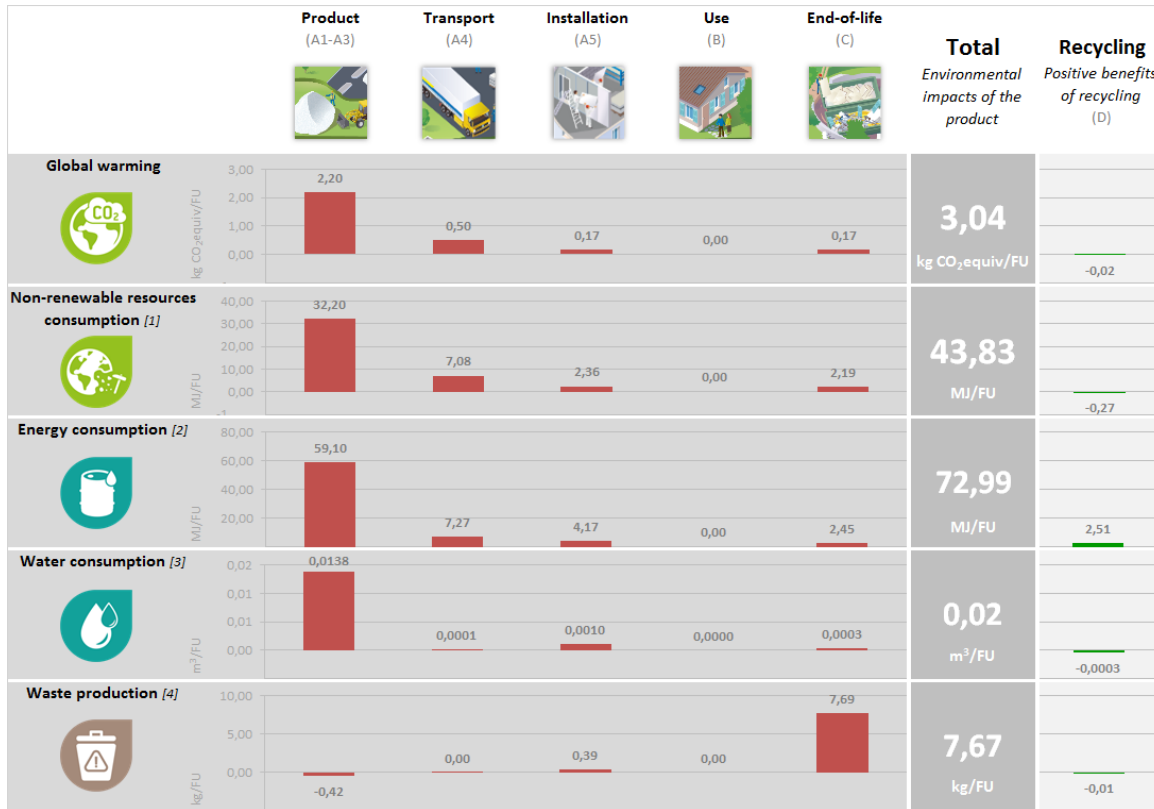 Product
(A1-A3)
Transport
(A4)
Installation
(A5)
Use
(B)
End-of-life
(C)
Total
Environmental
impacts of the
product
Recycling
Positive benefits
of recycling
(D)
Global warming
CO2
kg CO₂equiv/FU
3,00
2,00
1,00
0,00
2,20
0,50
0,17
0,00
0,17
3,04
kg CO₂equiv/FU
-0,02
Non-renewable resources
consumption [1]
MJ/FU
40,00
30,00
20,00
10,00
0,00
32,20
7,08
2,36
0,00
2,19
43,83
MJ/FU
-0,27
Energy consumption [2]
MJ/FU
80,00
60,00
40,00
20,00
59,10
7,27
4,17
0,00
2,45
72,99
MJ/FU
2,51
Water consumption [3]
m³/FU
0,02
0,01
0,01
0,00
0,0138
0,0001
0,0010
0,0000
0,0003
0,02
m³/FU
-0,0003
Waste production [4]
kg/FU
10,00
5,00
0,00
-0,42
0,00
0,39
0,00
7,69
7,67
kg/FU
-0,01